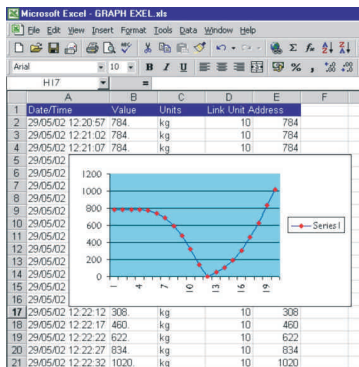 Microsoft Excel - GRAPH EXEL.xls
File Edit View Insert Format Tools Data Window Help
Arial 10 B I U % ,
H17 =
A B C D E F
1 Date/Time Value Units Link Unit Address
2 29/05/02 12:20:57 784. kg 10 784
3 29/05/02 12:21:02 784. kg 10 784
4 29/05/02 12:21:07 784. kg 10 784
5 29/05/02
6 29/05/02
7 29/05/02
8 29/05/02
9 29/05/02
10 29/05/02
11 29/05/02
12 29/05/02
13 29/05/02
14 29/05/02
15 29/05/02
16 29/05/02
1200
1000
800
600
400
200
0
1 4 7 10 13 16 19
Series1
17 29/05/02 12:22:12 308. kg 10 308
18 29/05/02 12:22:17 460. kg 10 460
19 29/05/02 12:22:22 622. kg 10 622
20 29/05/02 12:22:27 834. kg 10 834
21 29/05/02 12:22:32 1020. kg 10 1020